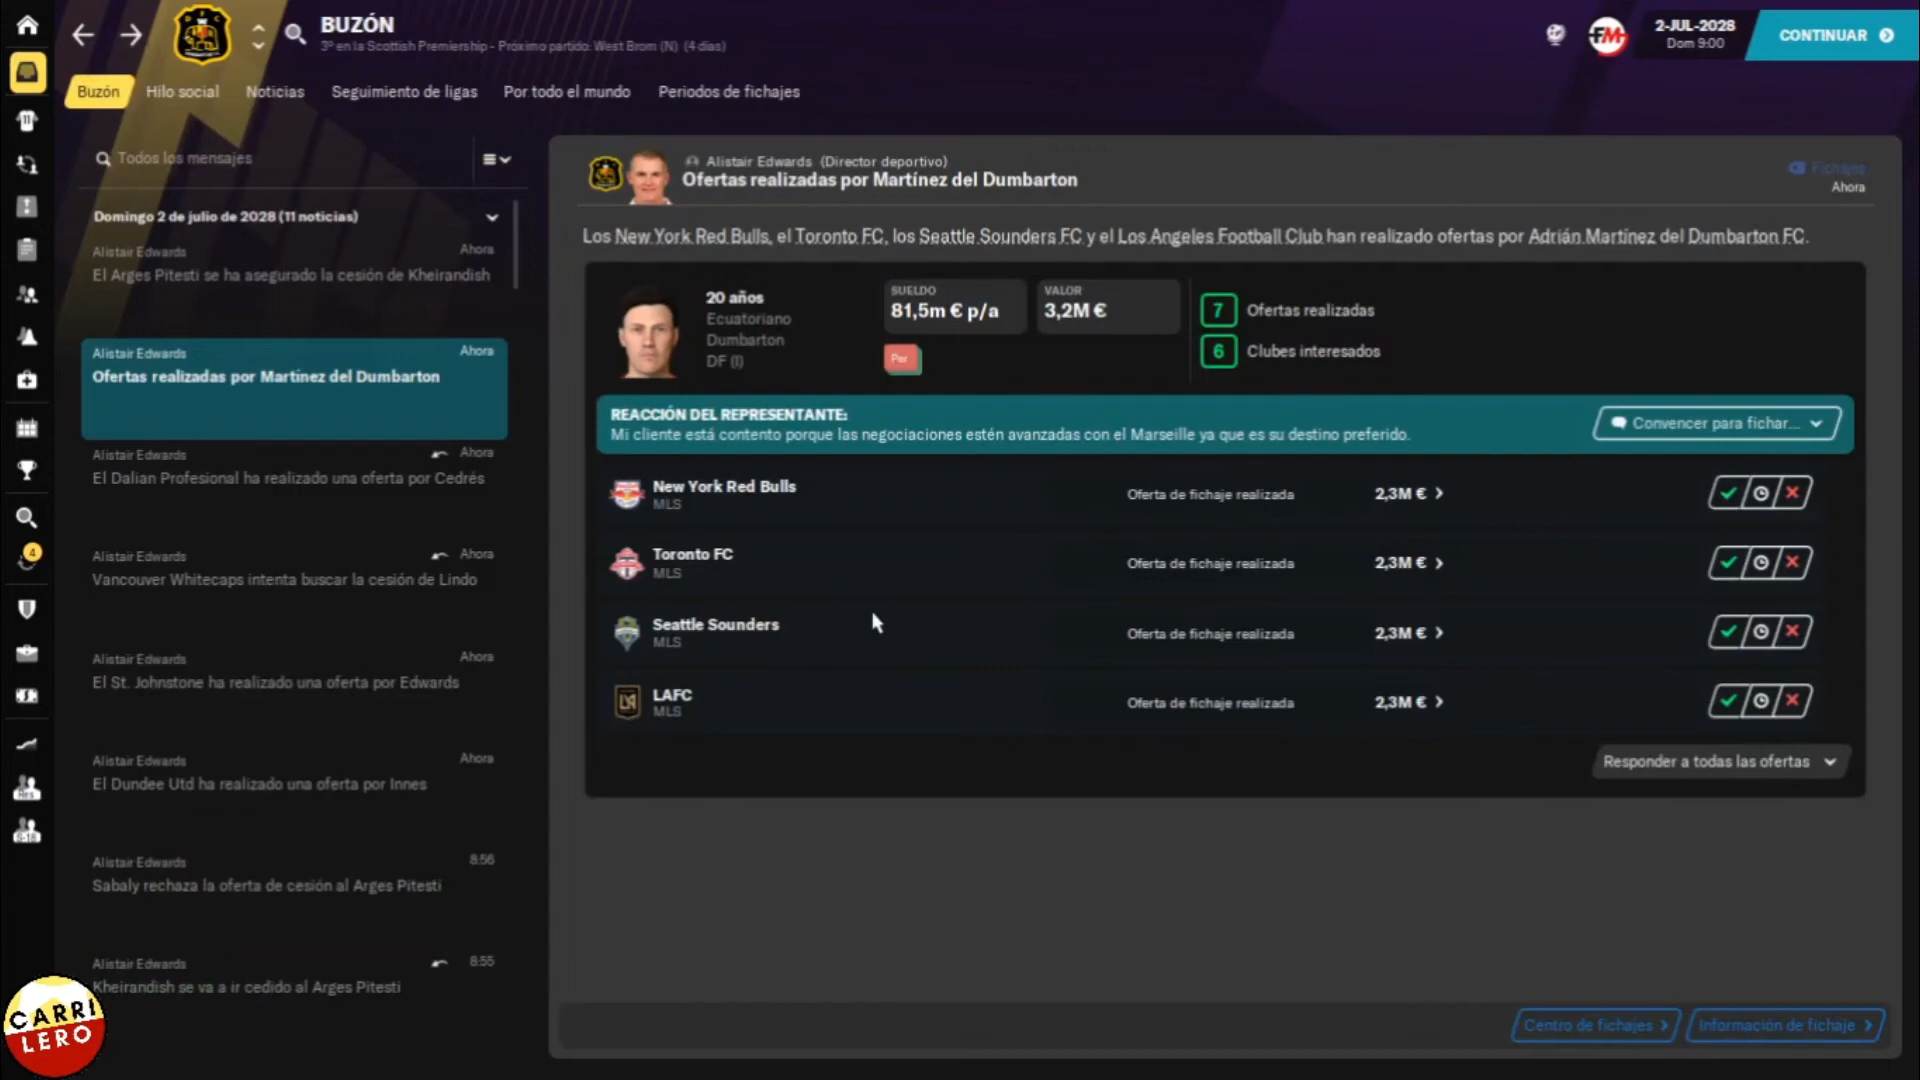 BUZÓN
3º en la Scottish Premiership - Próximo partido: West Brom (N) (4 días)
FM
2-JUL-2028
Dom 9:00
CONTINUAR
Buzón
Hilo social
Noticias
Seguimiento de ligas
Por todo el mundo
Periodos de fichajes
Todos los mensajes
Domingo 2 de julio de 2028 (11 noticias)
Alistair Edwards Ahora
El Arges Pitesti se ha asegurado la cesión de Kheirandish
Alistair Edwards Ahora
Ofertas realizadas por Martínez del Dumbarton
Alistair Edwards Ahora
El Dalian Profesional ha realizado una oferta por Cedrés
Alistair Edwards Ahora
Vancouver Whitecaps intenta buscar la cesión de Lindo
Alistair Edwards Ahora
El St. Johnstone ha realizado una oferta por Edwards
Alistair Edwards Ahora
El Dundee Utd ha realizado una oferta por Innes
Alistair Edwards 8:56
Sabaly rechaza la oferta de cesión al Arges Pitesti
Alistair Edwards 8:55
Kheirandish se va a ir cedido al Arges Pitesti
Alistair Edwards (Director deportivo)
Ofertas realizadas por Martínez del Dumbarton
Fichajes
Ahora
Los New York Red Bulls, el Toronto FC, los Seattle Sounders FC y el Los Angeles Football Club han realizado ofertas por Adrián Martínez del Dumbarton FC.
20 años
Ecuatoriano
Dumbarton
DF (I)
SUELDO
81,5m € p/a
VALOR
3,2M €
Per
7 Ofertas realizadas
6 Clubes interesados
REACCIÓN DEL REPRESENTANTE:
Mi cliente está contento porque las negociaciones estén avanzadas con el Marseille ya que es su destino preferido.
Convencer para fichar...
New York Red Bulls
MLS
Oferta de fichaje realizada 2,3M €
Toronto FC
MLS
Oferta de fichaje realizada 2,3M €
Seattle Sounders
MLS
Oferta de fichaje realizada 2,3M €
LAFC
MLS
Oferta de fichaje realizada 2,3M €
Responder a todas las ofertas
Centro de fichajes
Información de fichaje
4
Res
S-18
CARRI
LERO